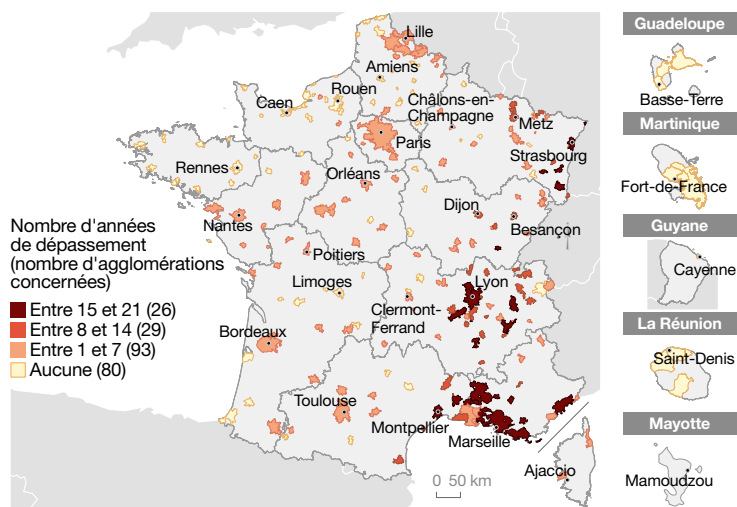 Lille
Amiens
Rouen
Caen
Châlons-en-
Champagne
Metz
Paris
Strasbourg
Rennes
Orléans
Nantes
Dijon
Besançon
Poitiers
Limoges
Lyon
Clermont-
Ferrand
Bordeaux
Toulouse
Montpellier
Marseille
Ajaccio
0 50 km
Nombre d'années
de dépassement
(nombre d'agglomérations
concernées)
Entre 15 et 21 (26)
Entre 8 et 14 (29)
Entre 1 et 7 (93)
Aucune (80)
Guadeloupe
Basse-Terre
Martinique
Fort-de-France
Guyane
Cayenne
La Réunion
Saint-Denis
Mayotte
Mamoudzou